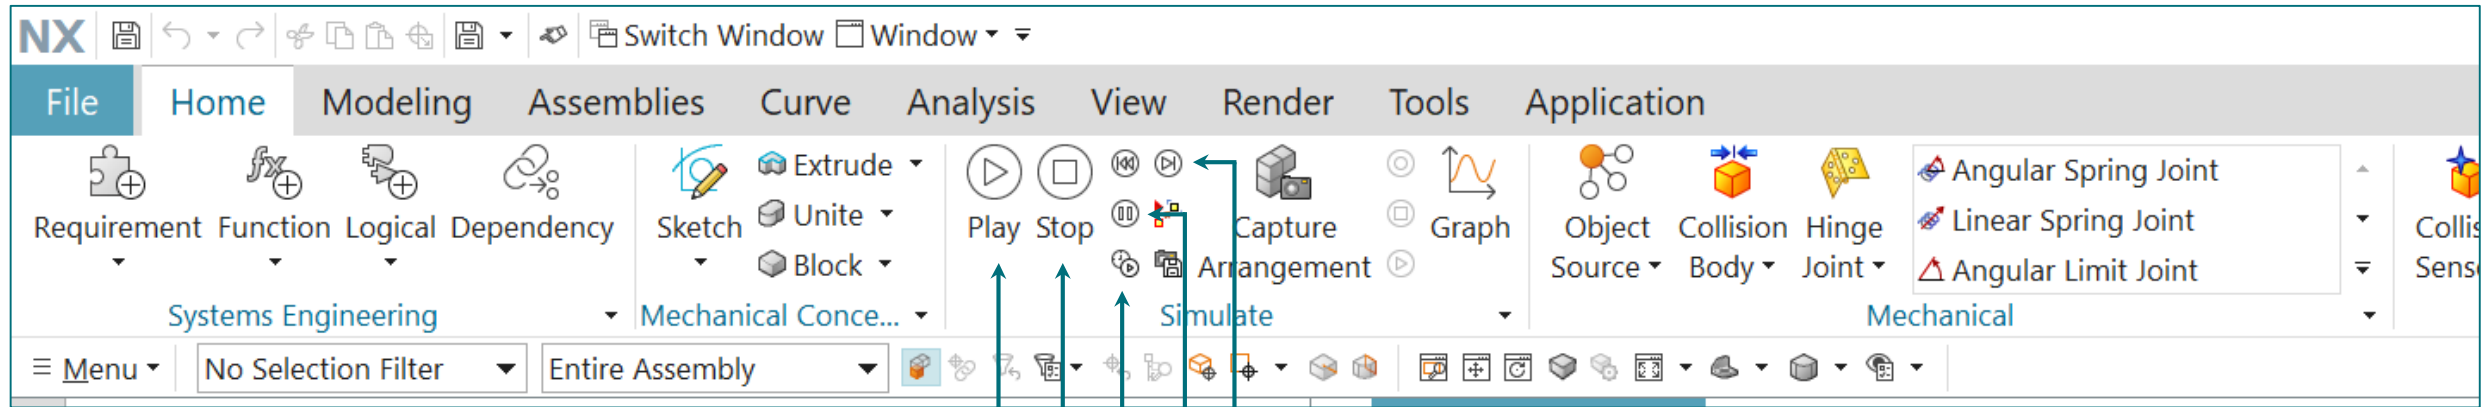 NX Switch Window Window
File Home Modeling Assemblies Curve Analysis View Render Tools Application
Requirement Function Logical Dependency
Systems Engineering
Sketch
Extrude
Unite
Block
Mechanical Conce...
Play Stop
Capture
Arrangement
Graph
Simulate
Object
Source
Collision
Body
Hinge
Joint
Angular Spring Joint
Linear Spring Joint
Angular Limit Joint
Mechanical
Collis
Sens
Menu No Selection Filter Entire Assembly